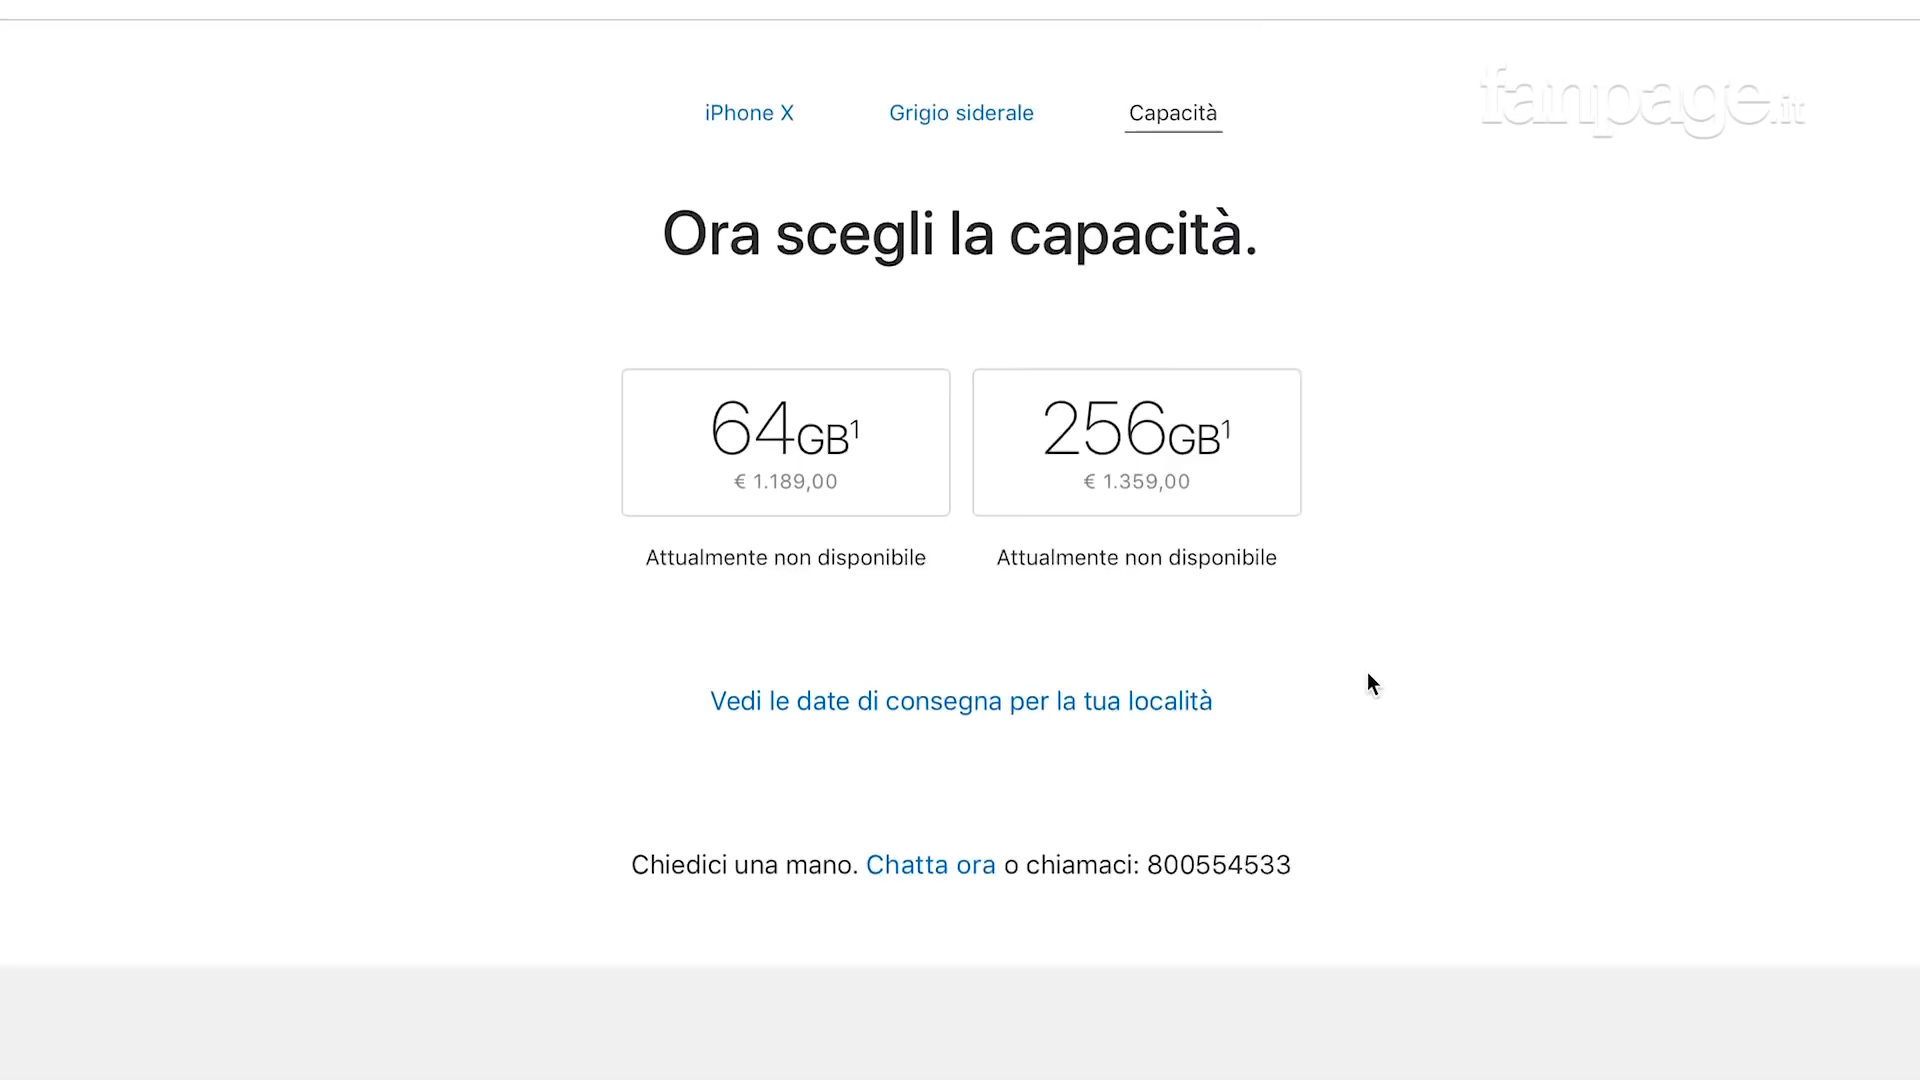 fanpage.it
iPhone X Grigio siderale Capacità
Ora scegli la capacità.
64GB¹ 256GB¹
€ 1.189,00 € 1.359,00
Attualmente non disponibile Attualmente non disponibile
Vedi le date di consegna per la tua località
Chiedici una mano. Chatta ora o chiamaci: 800554533